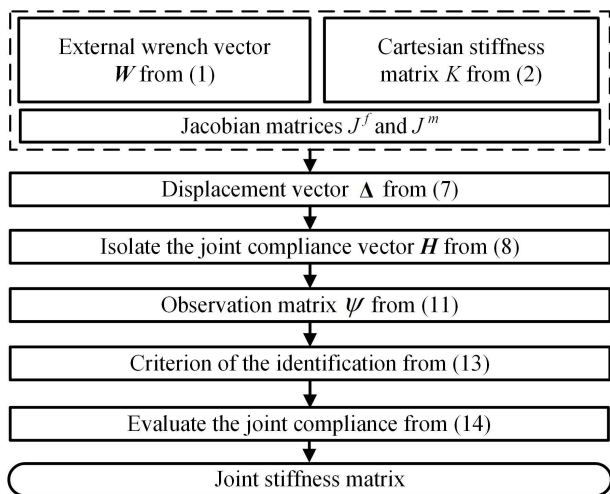 External wrench vector
W from (1)
Cartesian stiffness
matrix K from (2)
Jacobian matrices J^f and J^m
Displacement vector Δ from (7)
Isolate the joint compliance vector H from (8)
Observation matrix ψ from (11)
Criterion of the identification from (13)
Evaluate the joint compliance from (14)
Joint stiffness matrix